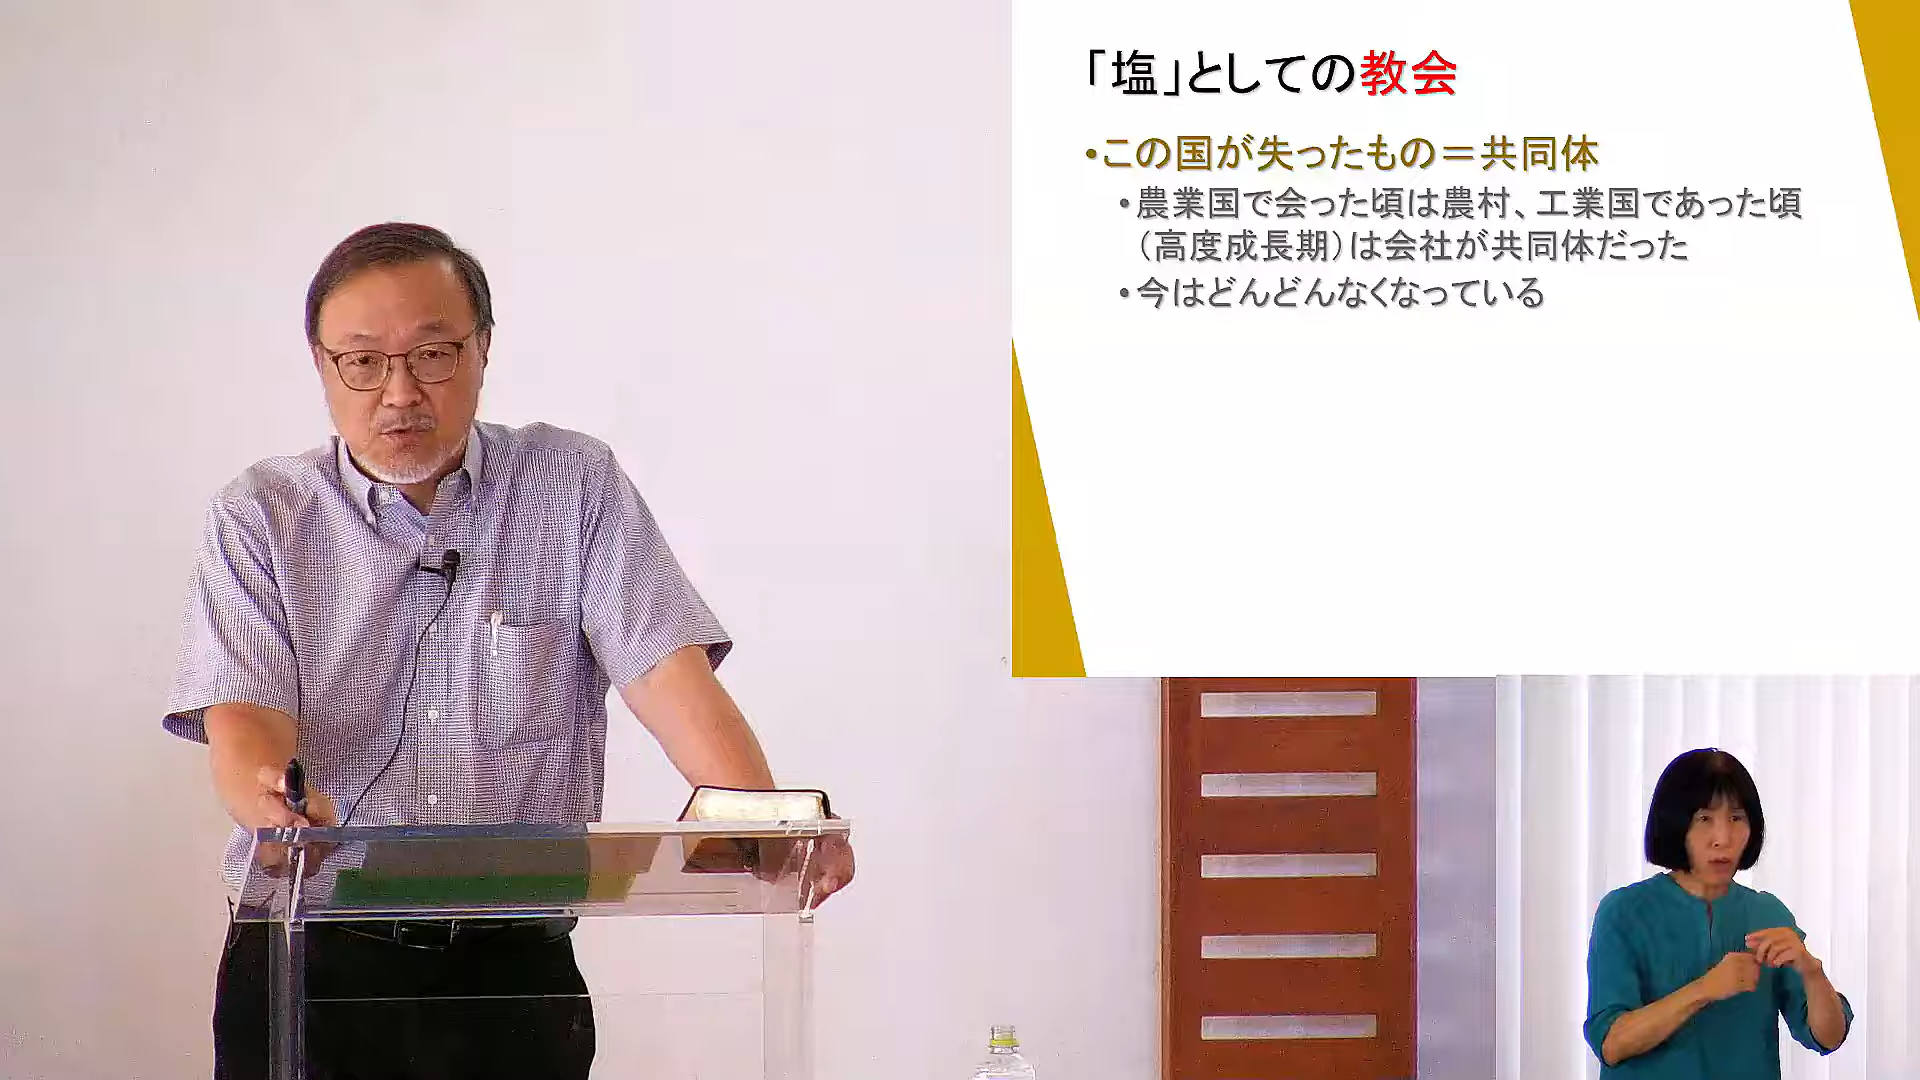 「塩」としての教会
•この国が失ったもの＝共同体
•農業国で会った頃は農村、工業国であった頃
（高度成長期）は会社が共同体だった
•今はどんどんなくなっている